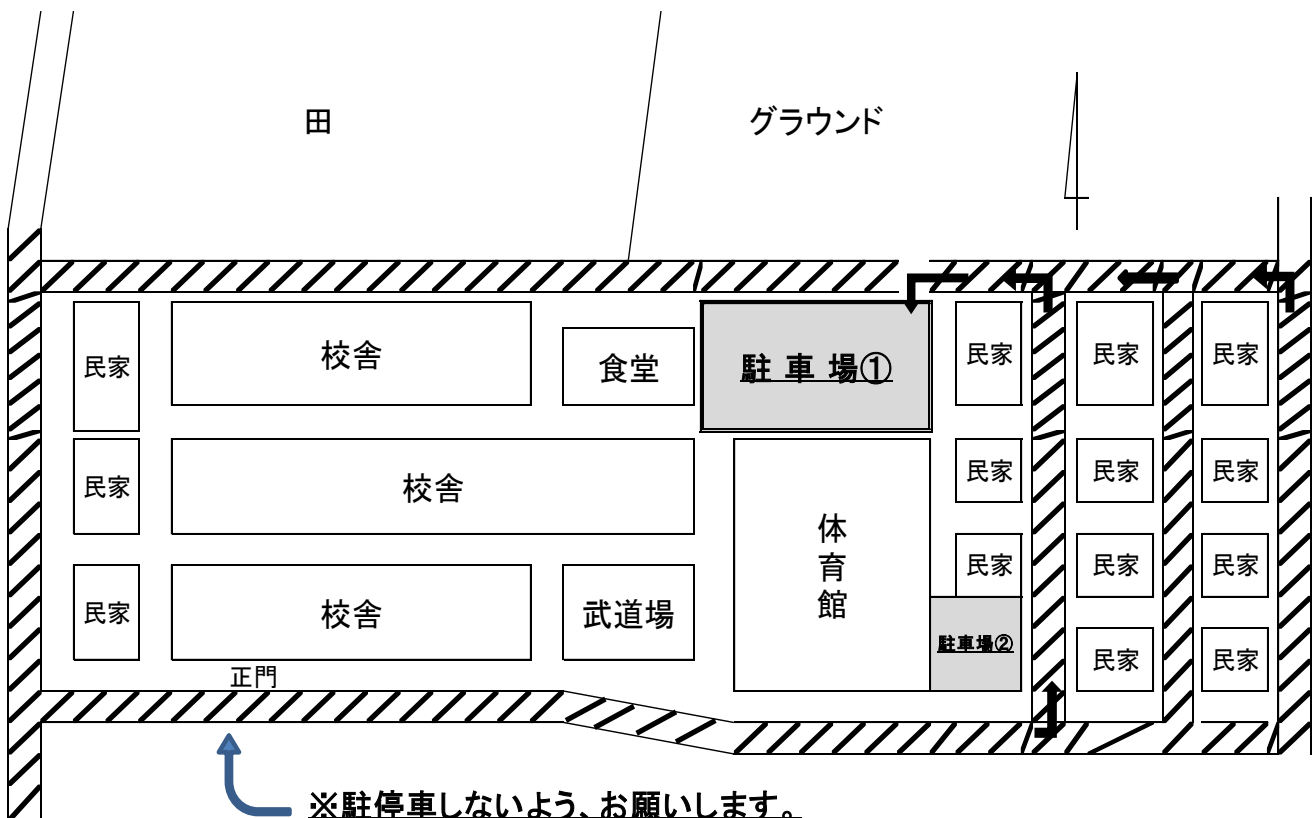 田
グラウンド
民家
校舎
食堂
駐 車 場①
民家
民家
民家
民家
校舎
体育館
民家
民家
民家
民家
校舎
武道場
民家
民家
民家
駐車場②
民家
民家
正門
※駐停車しないよう、お願いします。